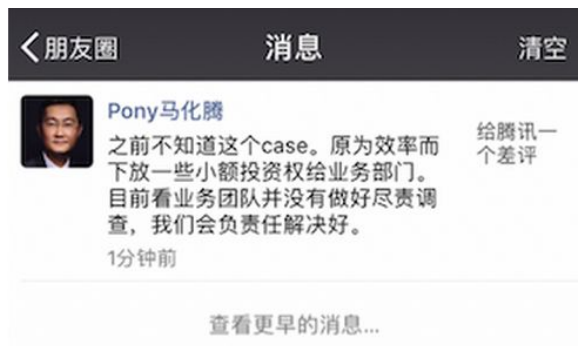 朋友圈 消息 清空
Pony马化腾
之前不知道这个case。原为效率而
下放一些小额投资权给业务部门。
目前看业务团队并没有做好尽责调
查，我们会负责任解决好。
1分钟前
给腾讯一
个差评
查看更早的消息...